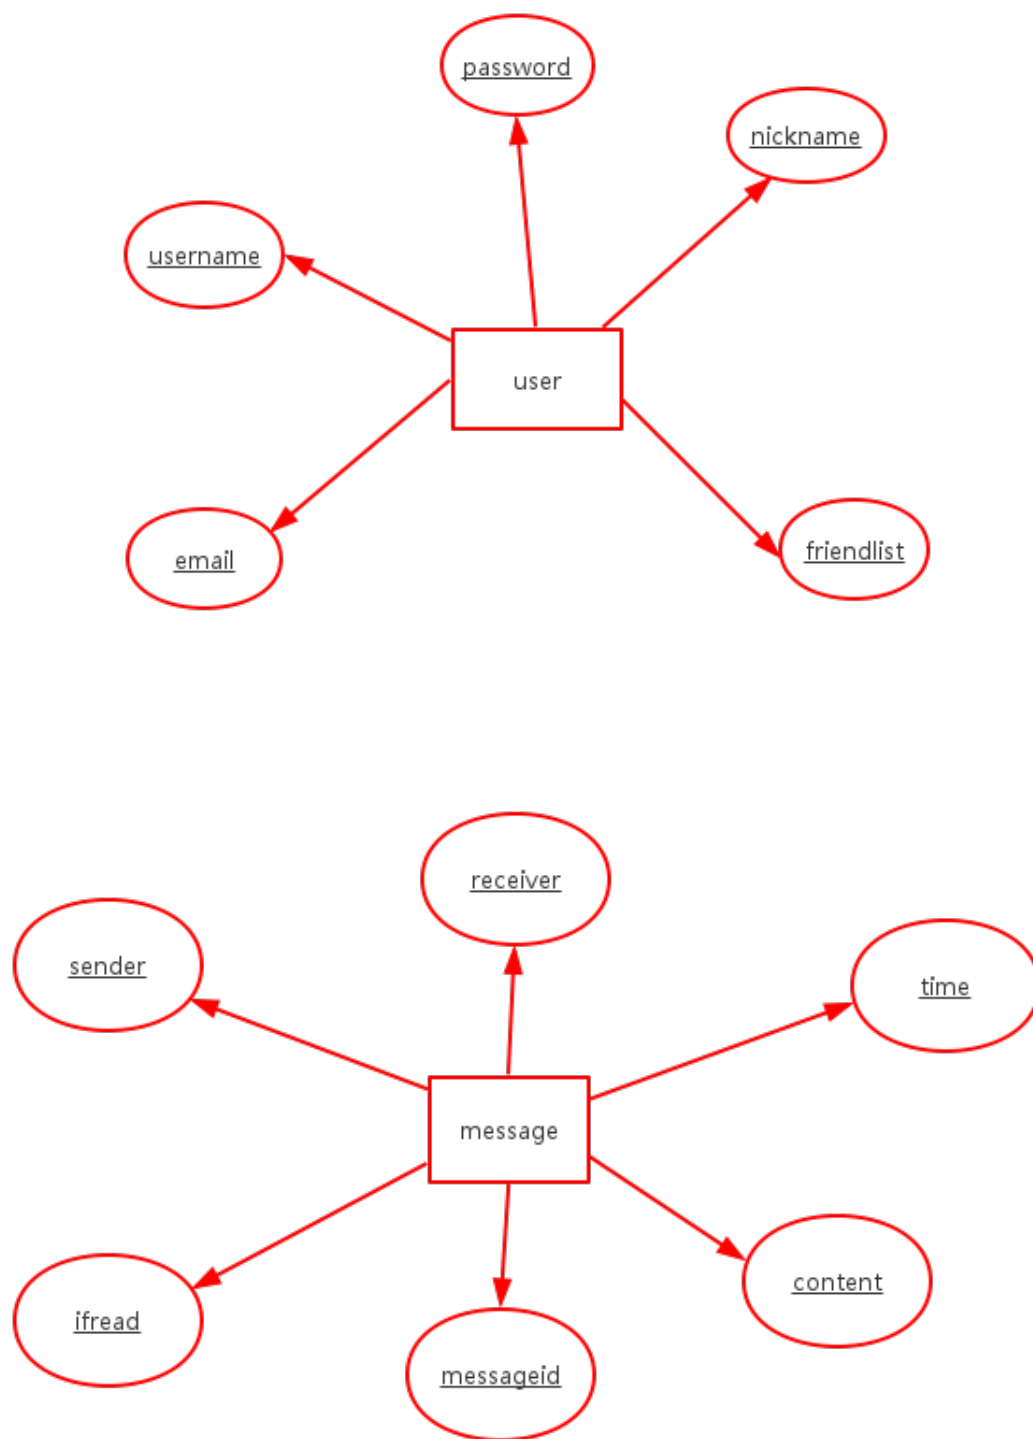 password
nickname
username
user
email
friendlist
receiver
sender
time
message
content
ifread
messageid